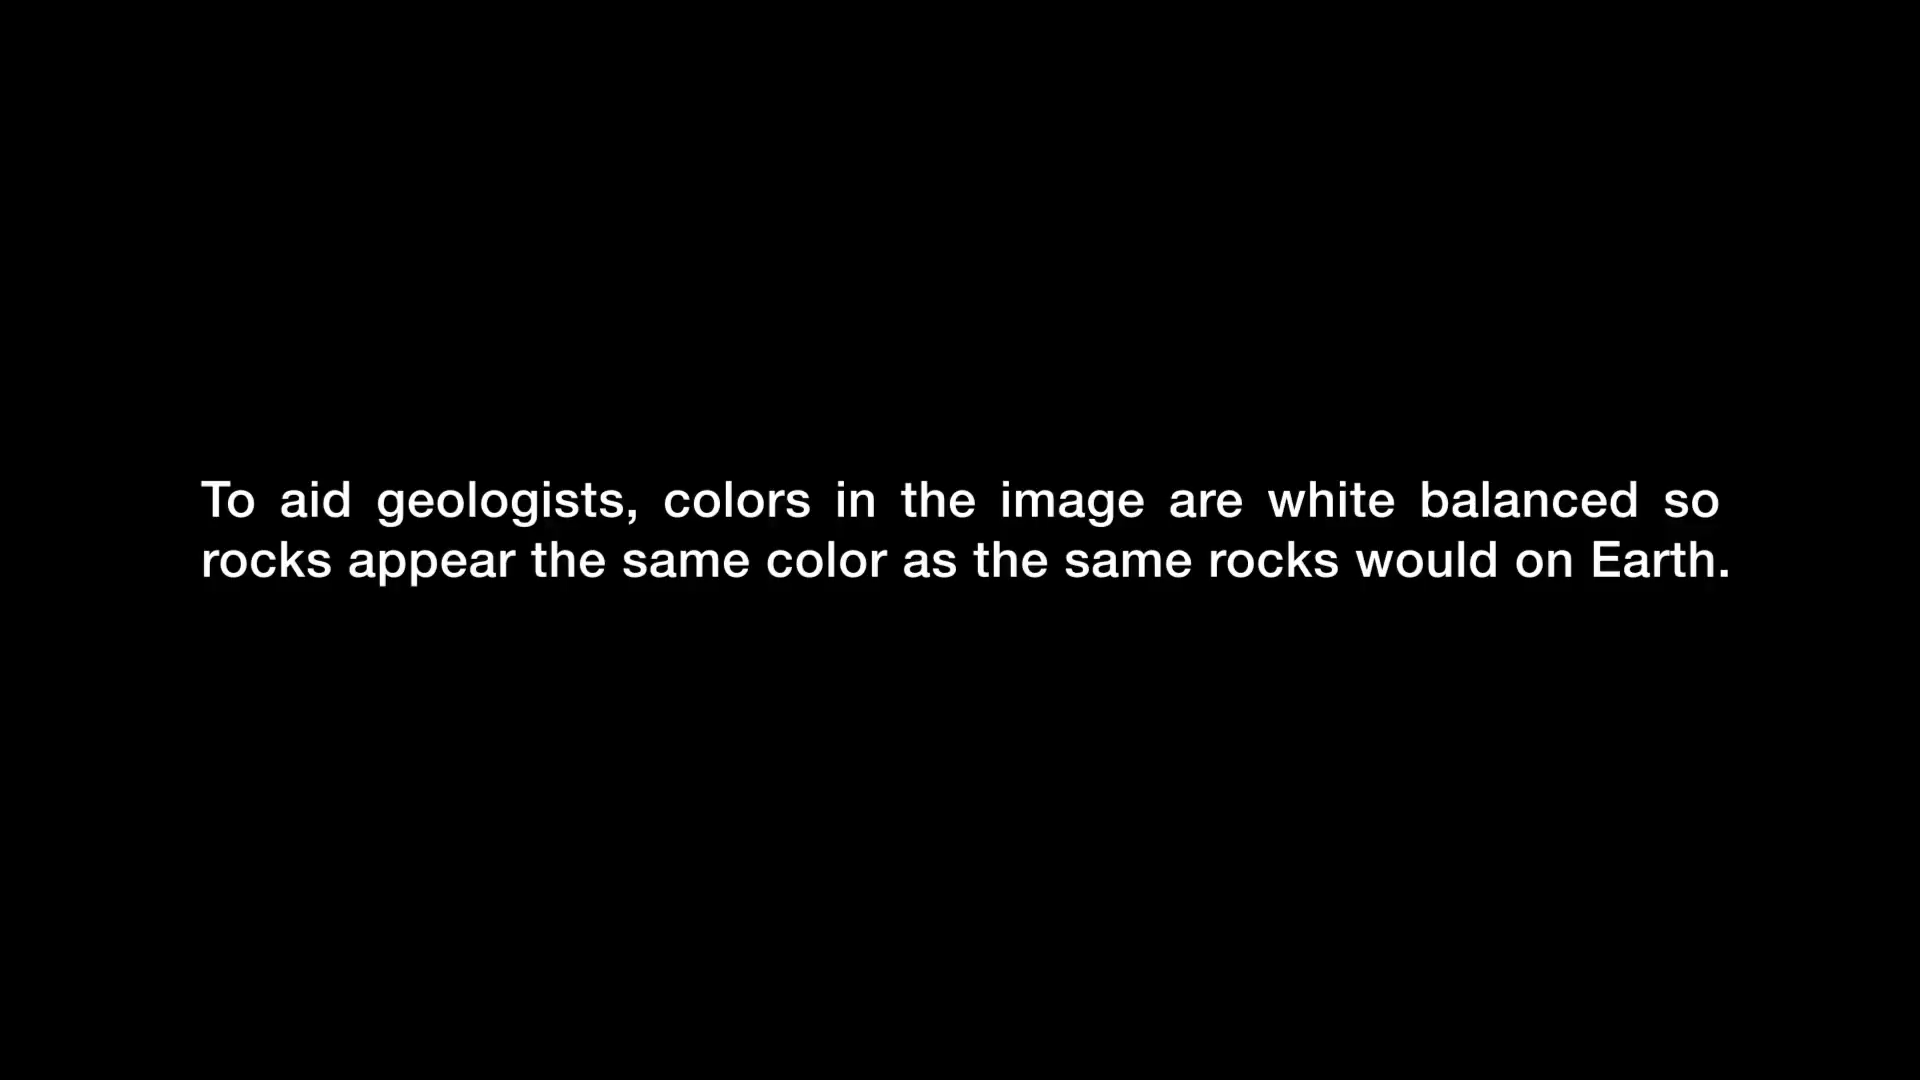 To aid geologists, colors in the image are white balanced so
rocks appear the same color as the same rocks would on Earth.